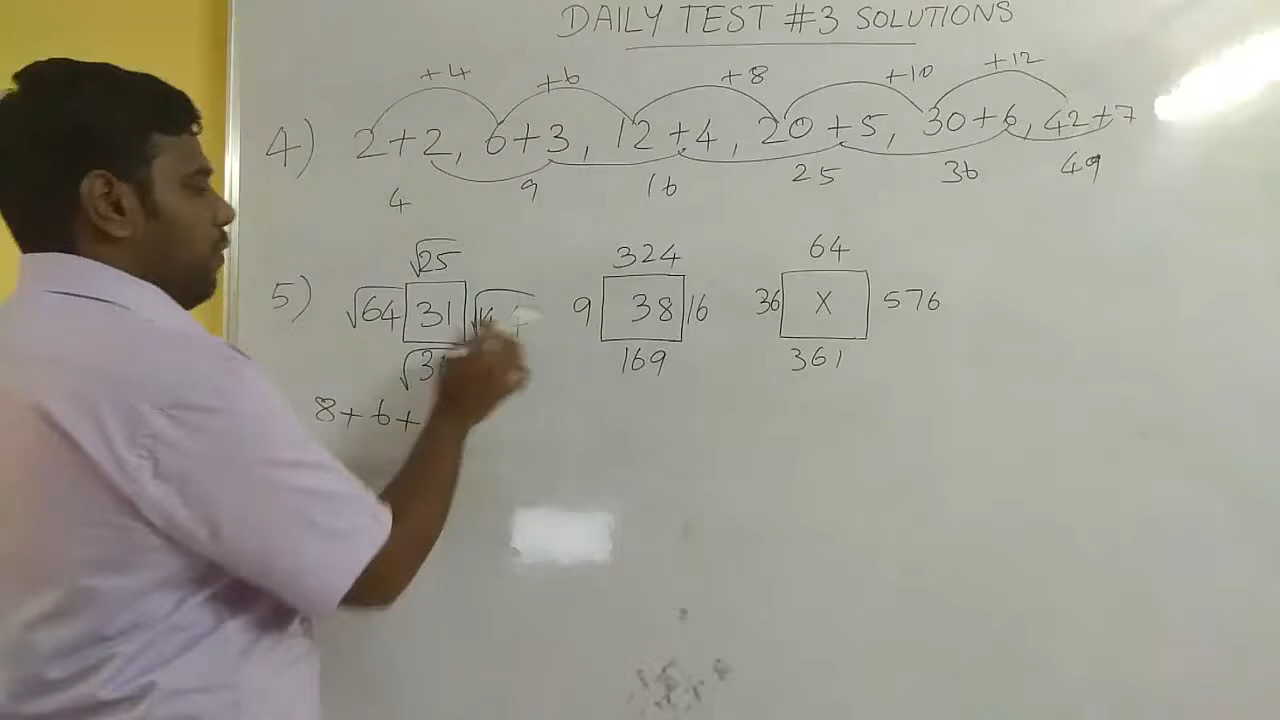 DAILY TEST #3 SOLUTIONS
+4 +6 +8 +10 +12
4) 2+2, 6+3, 12+4, 20+5, 30+6, 42+7
4 9 16 25 36 49
√25 324 64
5) √64 31 9 38 16 36 X 576
169 361
8+6+